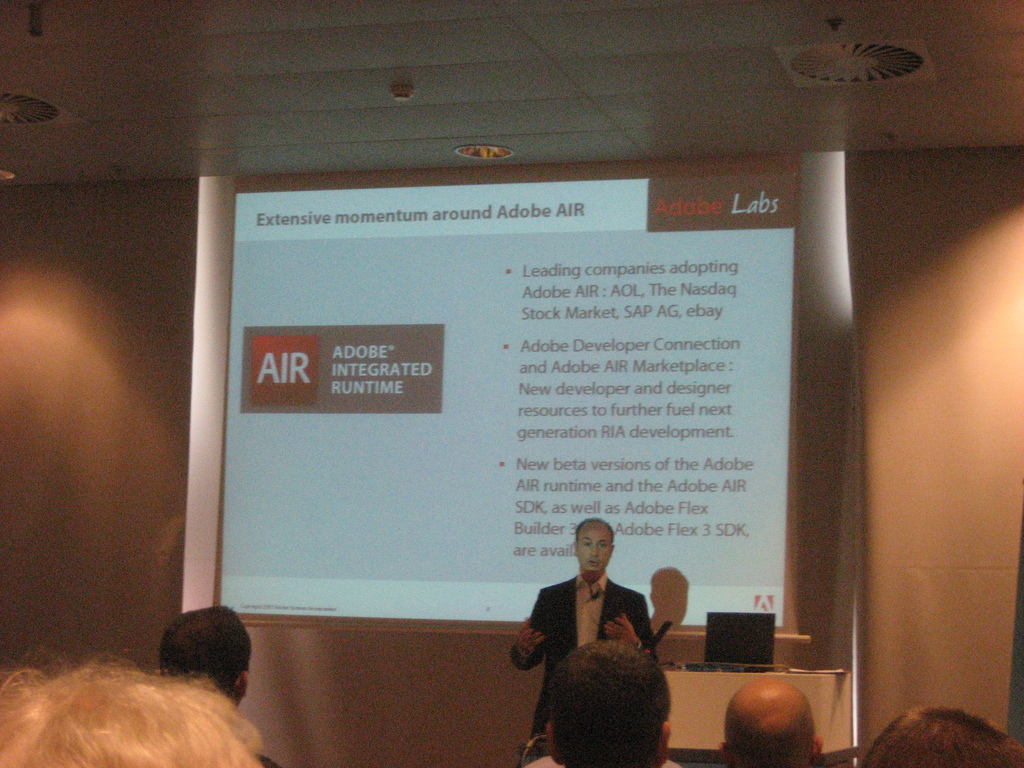 Extensive momentum around Adobe AIR
Adobe Labs
AIR
ADOBE®
INTEGRATED
RUNTIME
▪ Leading companies adopting
Adobe AIR : AOL, The Nasdaq
Stock Market, SAP AG, ebay
▪ Adobe Developer Connection
and Adobe AIR Marketplace :
New developer and designer
resources to further fuel next
generation RIA development.
▪ New beta versions of the Adobe
AIR runtime and the Adobe AIR
SDK, as well as Adobe Flex
Builder 3 Adobe Flex 3 SDK,
are avail